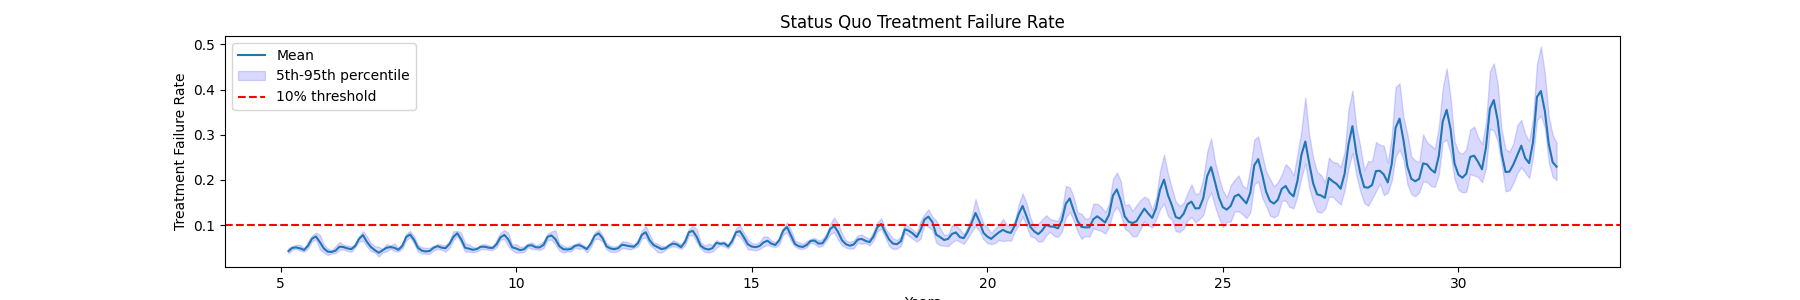 Status Quo Treatment Failure Rate
Treatment Failure Rate
0.5
0.4
0.3
0.2
0.1
Mean
5th-95th percentile
10% threshold
5
10
15
20
25
30
Years